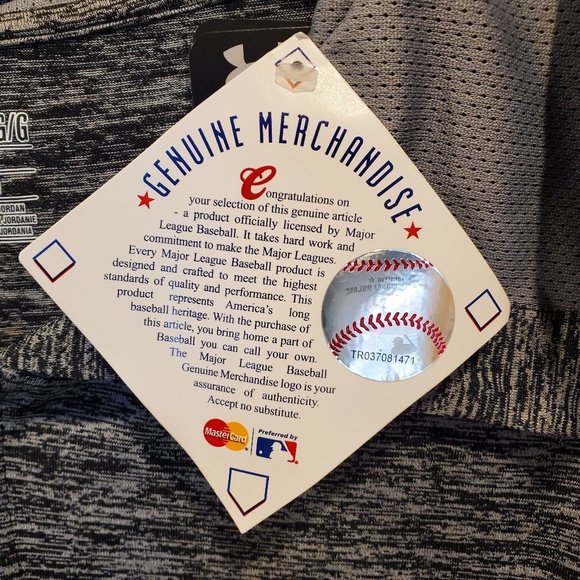 GENUINE MERCHANDISE
Congratulations on
your selection of this genuine article
- a product officially licensed by Major
League Baseball. It takes hard work and
commitment to make the Major Leagues.
Every Major League Baseball product is
designed and crafted to meet the highest
standards of quality and performance. This
product represents America's long
baseball heritage. With the purchase of
this article, you bring home a part of
Baseball you can call your own.
The Major League Baseball
Genuine Merchandise logo is your
assurance of authenticity.
Accept no substitute.
OFFICIAL
MAJOR
TR037081471
MasterCard
Preferred by
G/G
JORDANIE
JORDANIA